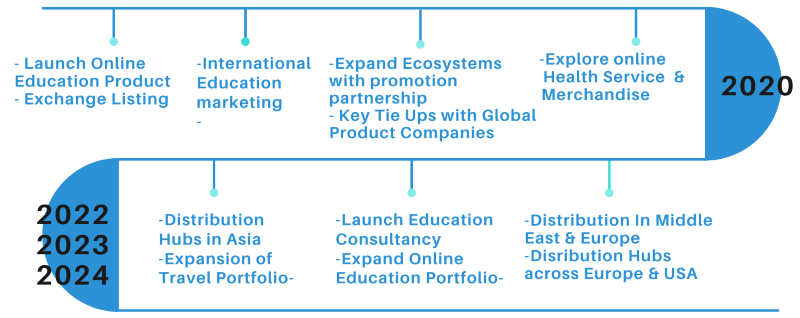 - Launch Online
Education Product
- Exchange Listing
-International
Education
marketing
-
-Expand Ecosystems
with promotion
partnership
- Key Tie Ups with Global
Product Companies
-Explore online
Health Service &
Merchandise
2020
2022
2023
2024
-Distribution
Hubs in Asia
-Expansion of
Travel Portfolio-
-Launch Education
Consultancy
-Expand Online
Education Portfolio-
-Distribution In Middle
East & Europe
-Disribution Hubs
across Europe & USA